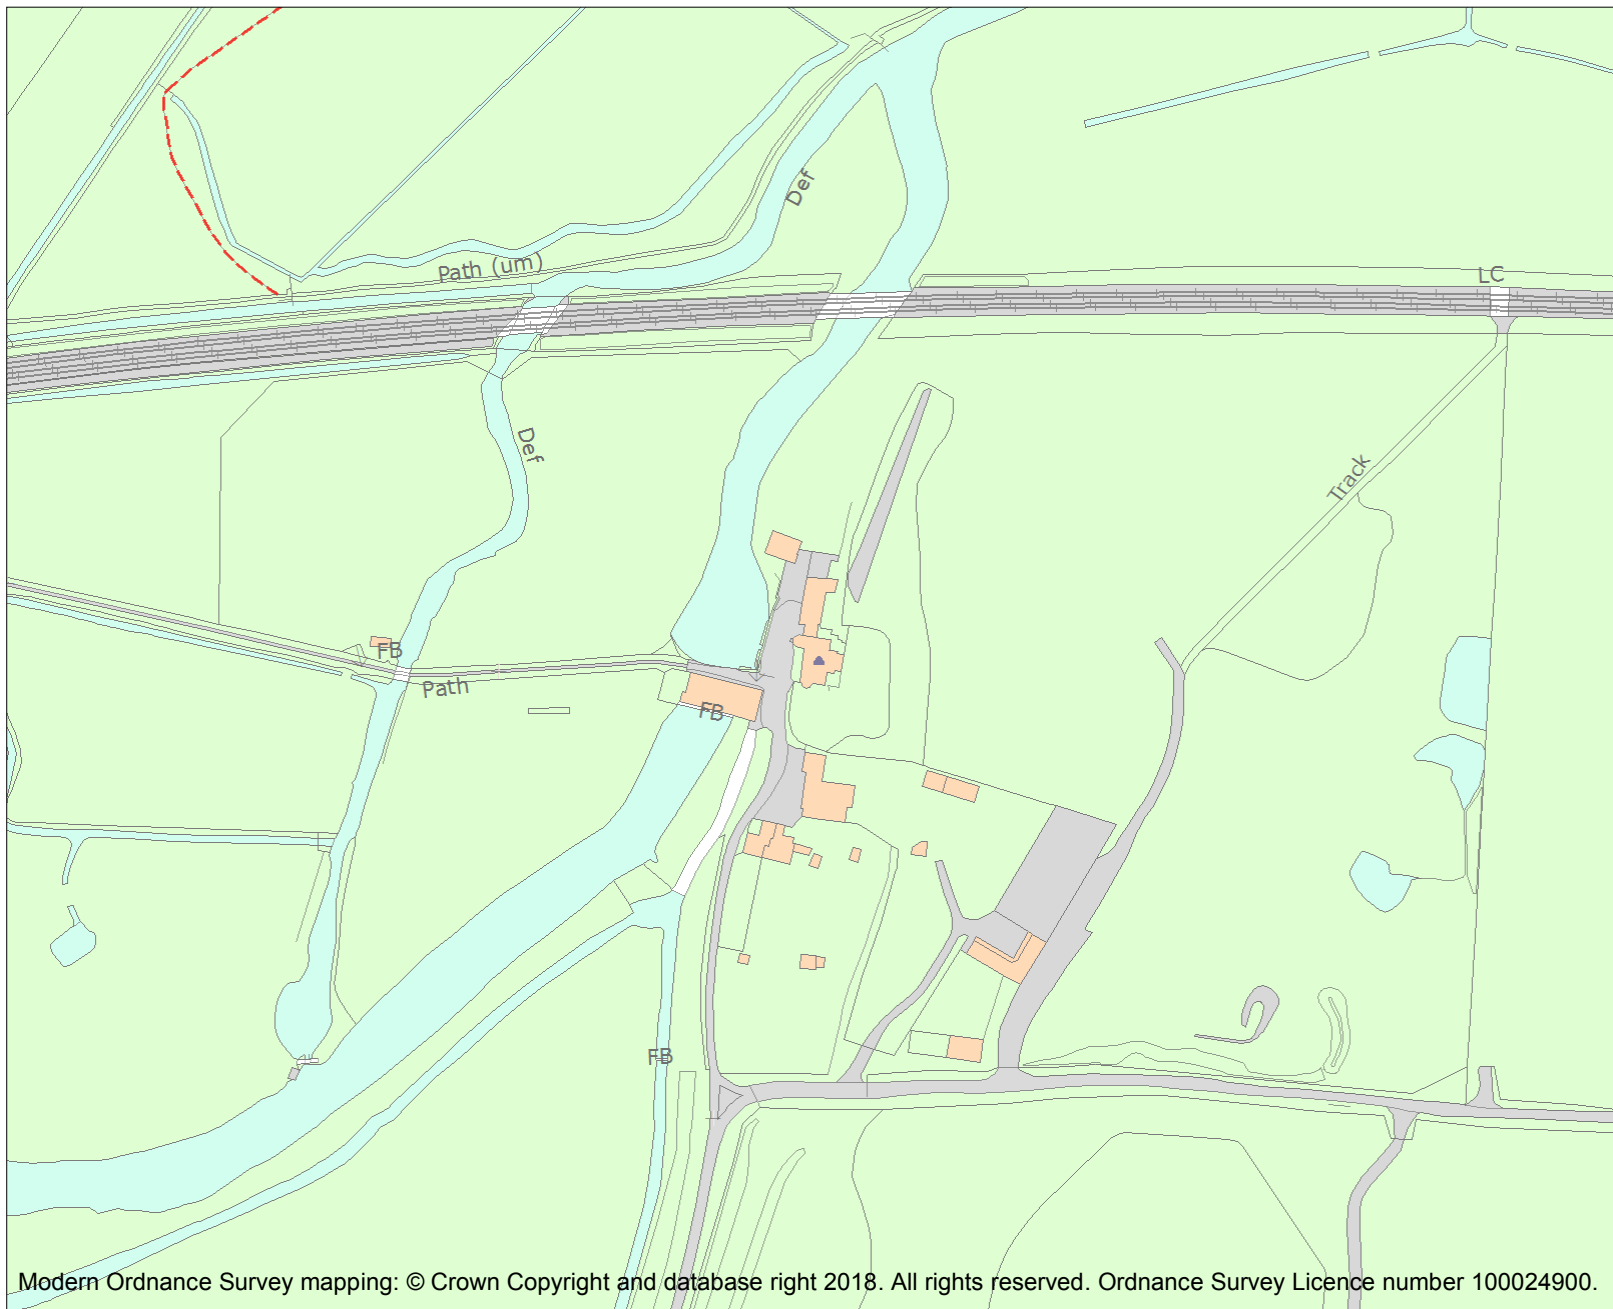 Def
Path (um)
LC
Def
Track
FB
Path
FB
FB
Modern Ordnance Survey mapping: © Crown Copyright and database right 2018. All rights reserved. Ordnance Survey Licence number 100024900.